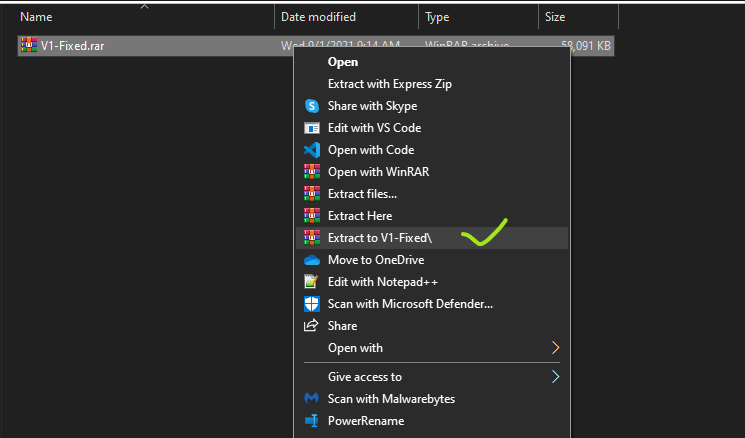 Name Date modified Type Size
V1-Fixed.rar Wed 9/1/2021 9:14 AM WinRAR archive 58,091 KB
Open
Extract with Express Zip
Share with Skype
Edit with VS Code
Open with Code
Open with WinRAR
Extract files...
Extract Here
Extract to V1-Fixed\
Move to OneDrive
Edit with Notepad++
Scan with Microsoft Defender...
Share
Open with
Give access to
Scan with Malwarebytes
PowerRename